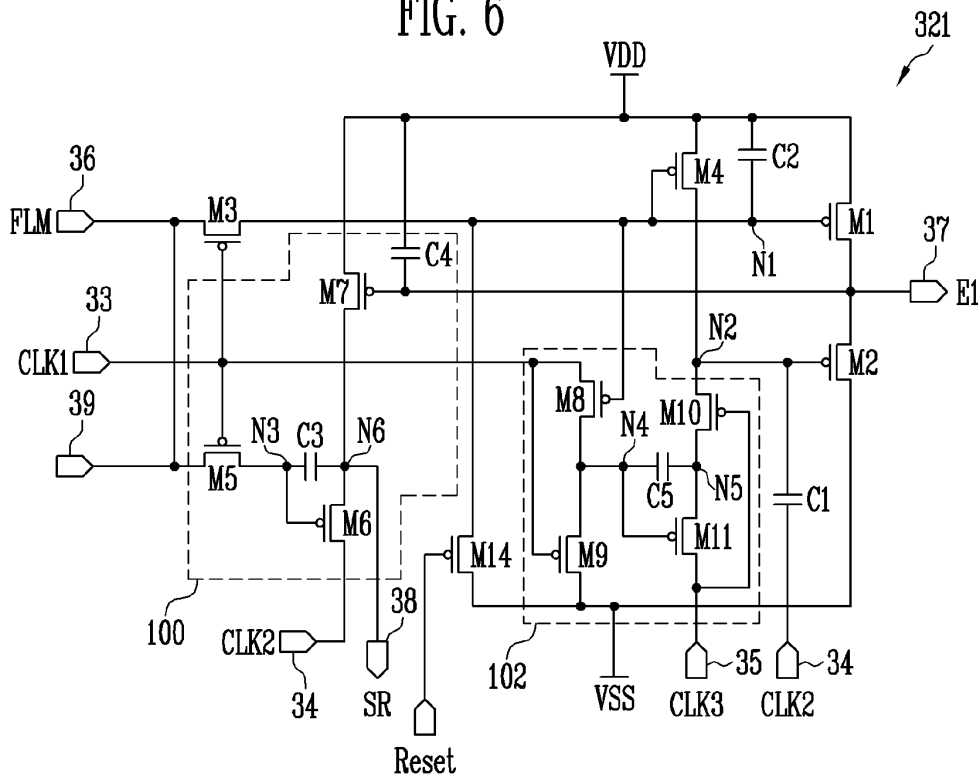 FIG. 6
321
VDD
36
FLM
M3
M4
C2
M1
N1
37
E1
C4
M7
33
CLK1
N2
M2
M8
M10
39
N3
C3
N6
N4
M5
C5
N5
C1
M6
M14
M9
M11
100
CLK2
34
38
SR
102
VSS
35
CLK3
34
CLK2
Reset